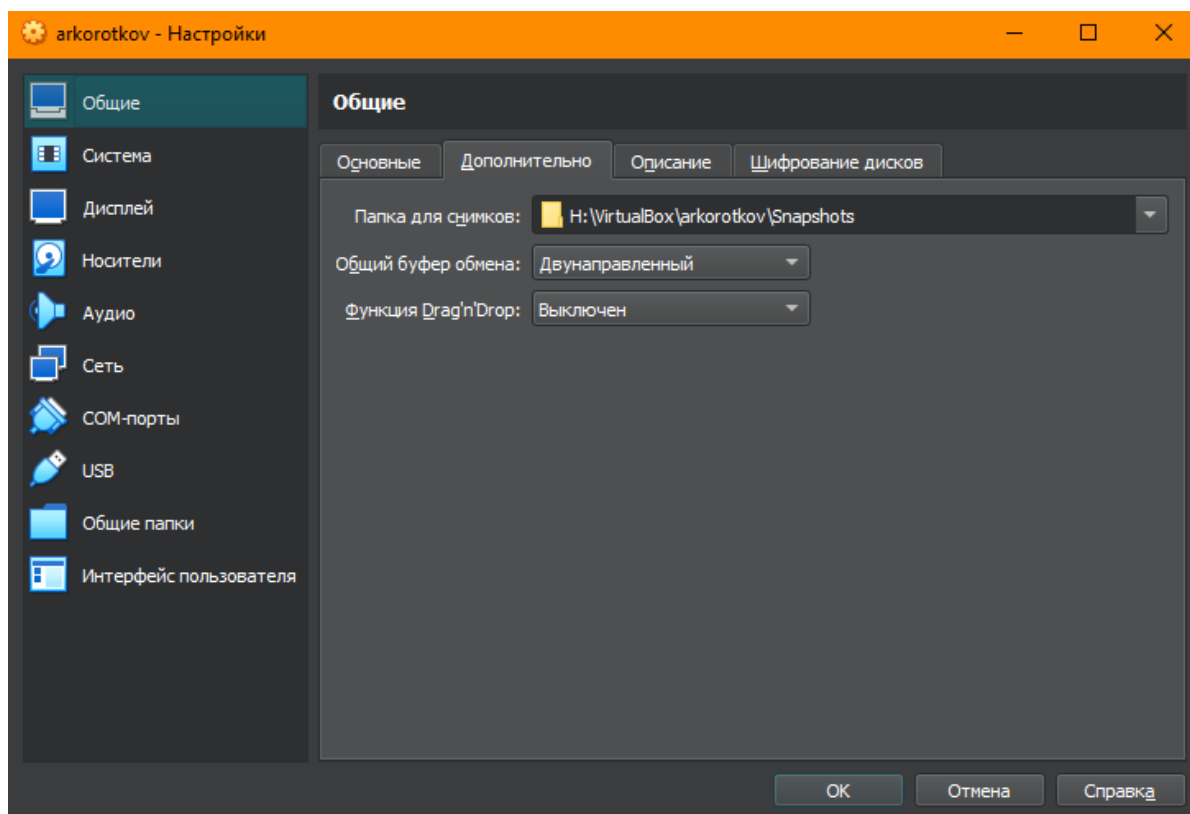 arkorotkov - Настройки
Общие
Система
Дисплей
Носители
Аудио
Сеть
COM-порты
USB
Общие папки
Интерфейс пользователя
Общие
Основные Дополнительно Описание Шифрование дисков
Папка для снимков: H:\VirtualBox\arkorotkov\Snapshots
Общий буфер обмена: Двунаправленный
Функция Drag'n'Drop: Выключен
OK Отмена Справка